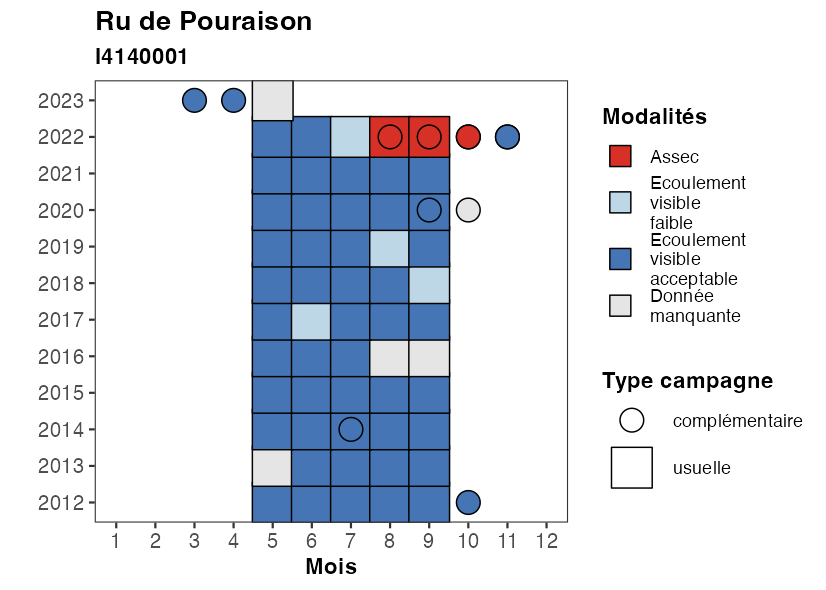 Ru de Pouraison
I4140001
2023
2022
2021
2020
2019
2018
2017
2016
2015
2014
2013
2012
1 2 3 4 5 6 7 8 9 10 11 12
Mois
Modalités
Assec
Ecoulement
visible
faible
Ecoulement
visible
acceptable
Donnée
manquante
Type campagne
complémentaire
usuelle